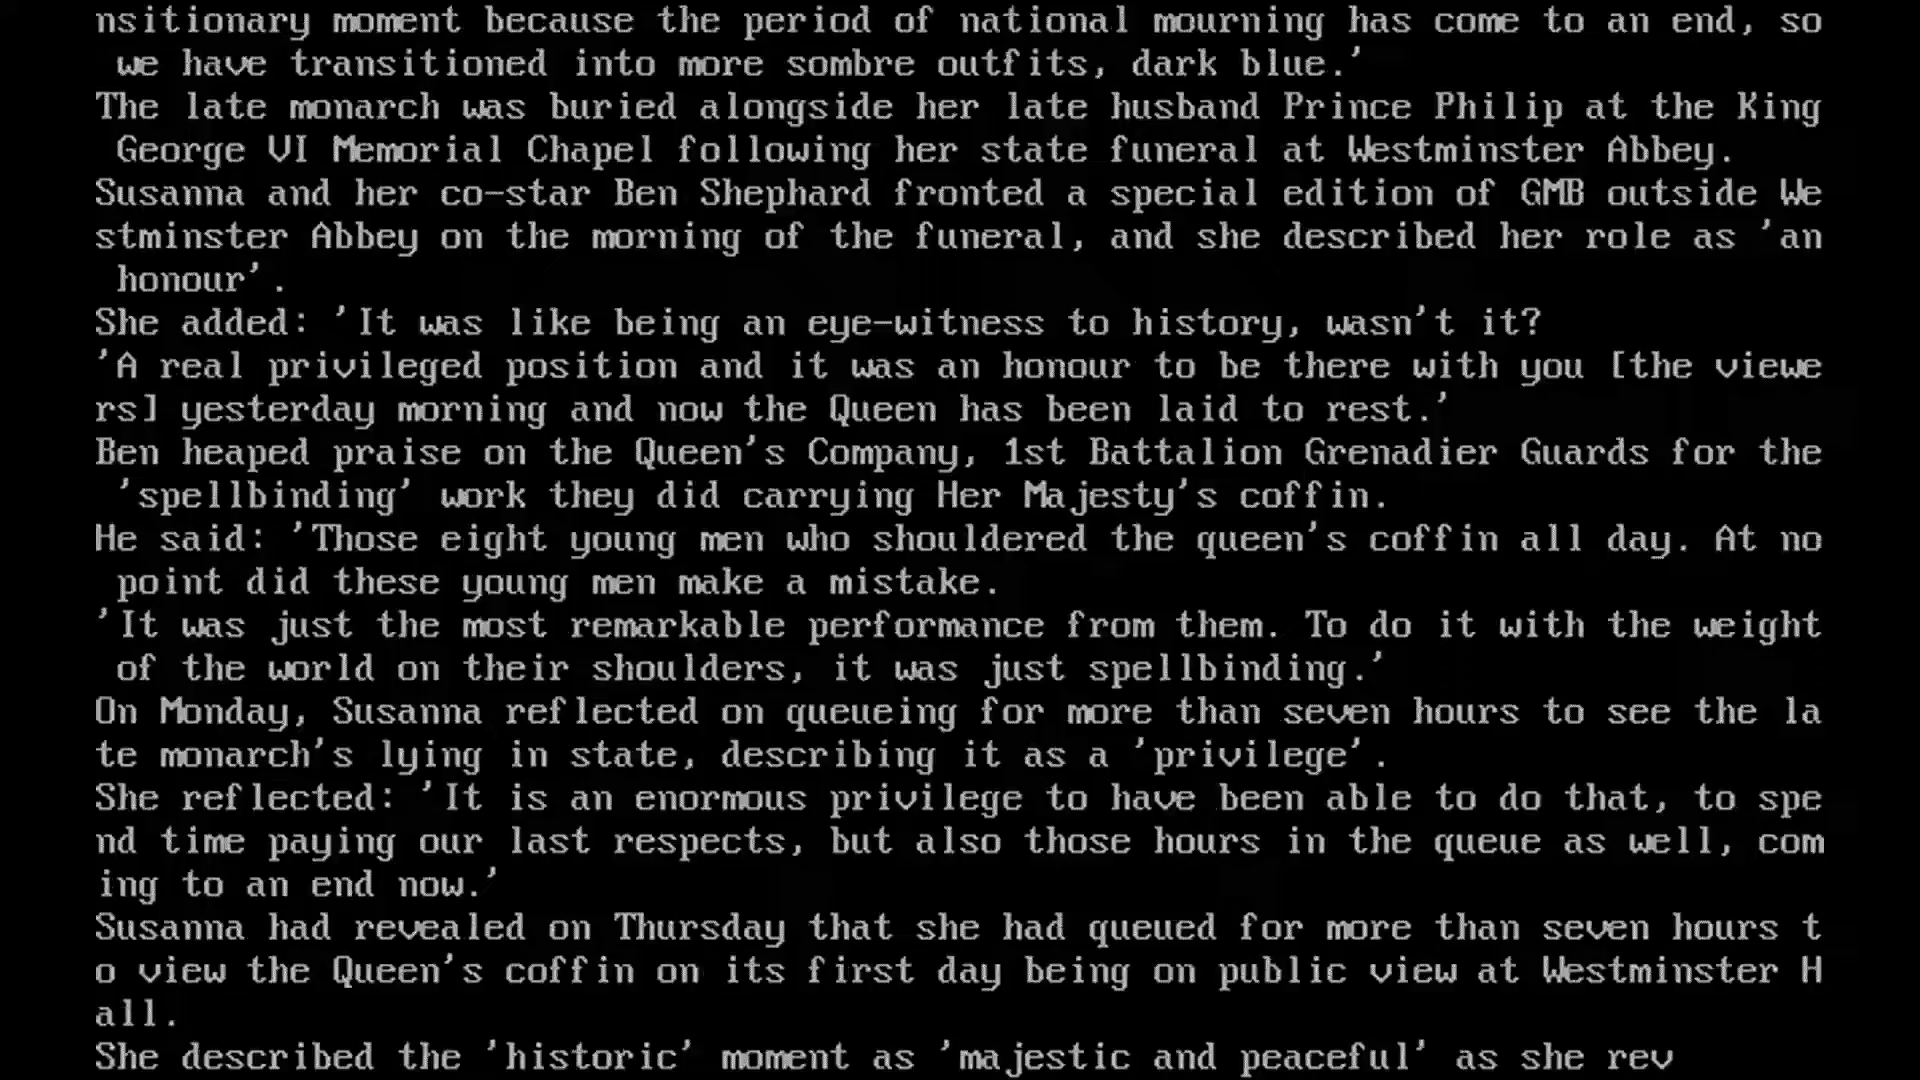 nsitionary moment because the period of national mourning has come to an end, so
 we have transitioned into more sombre outfits, dark blue.'
The late monarch was buried alongside her late husband Prince Philip at the King
 George VI Memorial Chapel following her state funeral at Westminster Abbey.
Susanna and her co-star Ben Shephard fronted a special edition of GMB outside We
stminster Abbey on the morning of the funeral, and she described her role as 'an
 honour'.
She added: 'It was like being an eye-witness to history, wasn't it?
'A real privileged position and it was an honour to be there with you [the viewe
rs] yesterday morning and now the Queen has been laid to rest.'
Ben heaped praise on the Queen's Company, 1st Battalion Grenadier Guards for the
 'spellbinding' work they did carrying Her Majesty's coffin.
He said: 'Those eight young men who shouldered the queen's coffin all day. At no
 point did these young men make a mistake.
'It was just the most remarkable performance from them. To do it with the weight
 of the world on their shoulders, it was just spellbinding.'
On Monday, Susanna reflected on queueing for more than seven hours to see the la
te monarch's lying in state, describing it as a 'privilege'.
She reflected: 'It is an enormous privilege to have been able to do that, to spe
nd time paying our last respects, but also those hours in the queue as well, com
ing to an end now.'
Susanna had revealed on Thursday that she had queued for more than seven hours t
o view the Queen's coffin on its first day being on public view at Westminster H
all.
She described the 'historic' moment as 'majestic and peaceful' as she rev